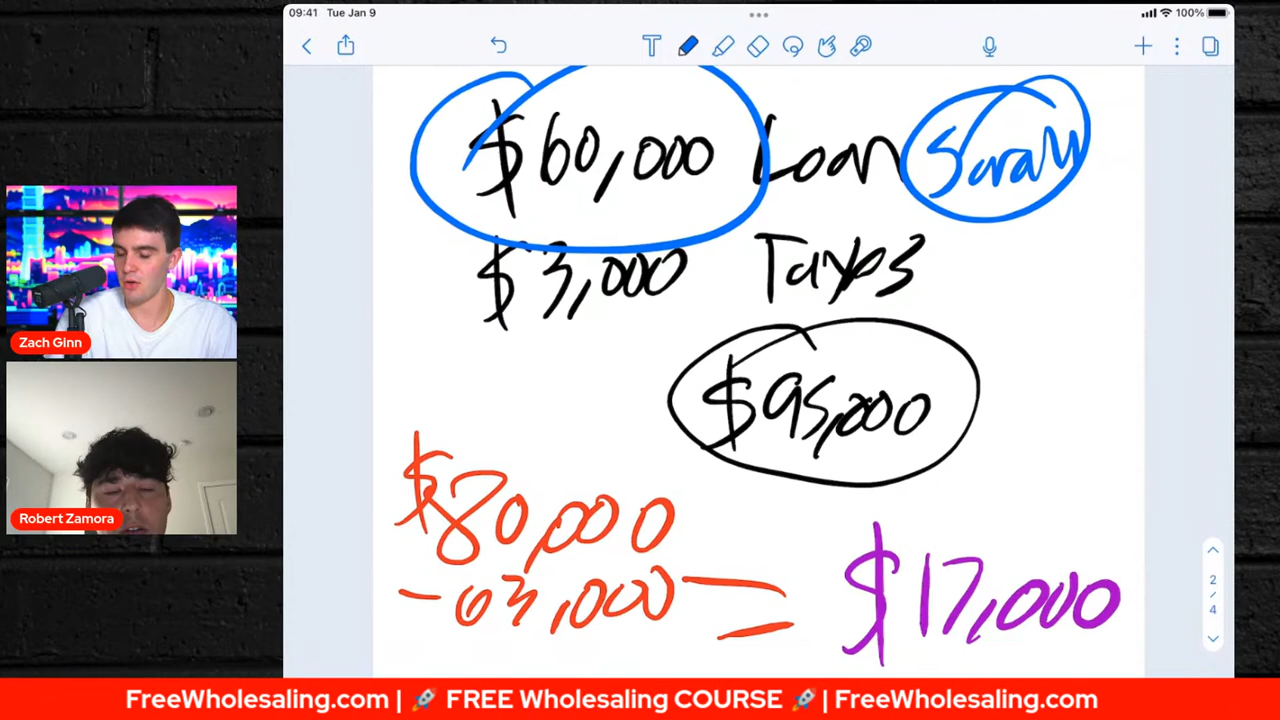 09:41 Tue Jan 9
100%
T
$60,000 Loan Sarah
$3,000 Taxes
$95,000
$80,000
- 63,000 = $17,000
2
/
4
Zach Ginn
Robert Zamora
FreeWholesaling.com | 🚀 FREE Wholesaling COURSE 🚀 | FreeWholesaling.com